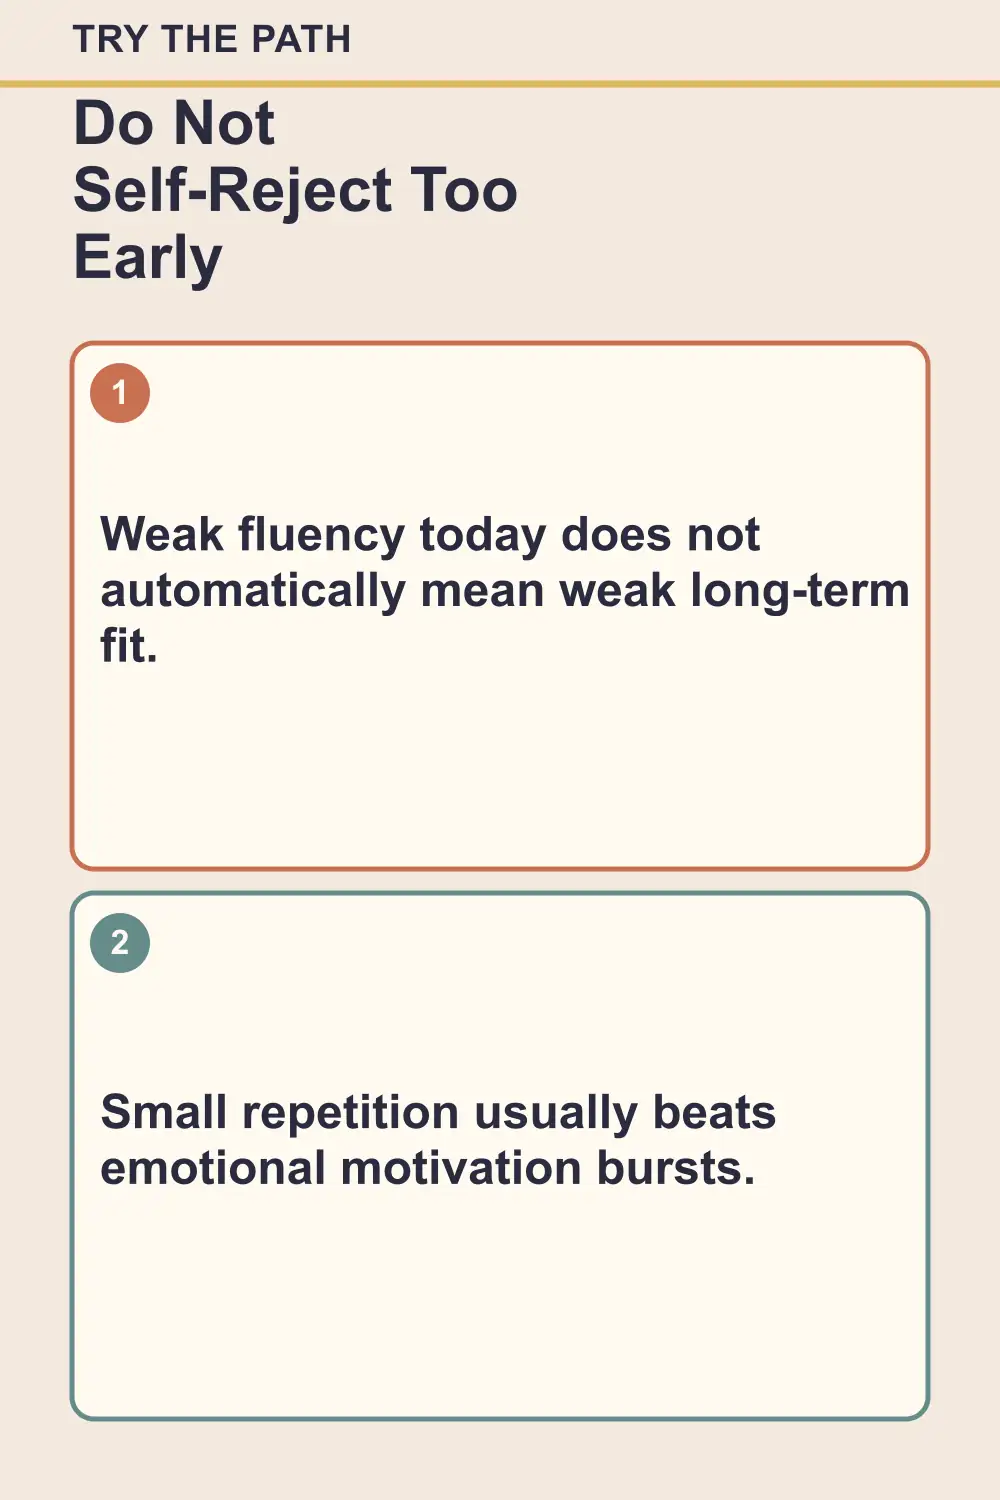 TRY THE PATH
Do Not
Self-Reject Too
Early
1
Weak fluency today does not
automatically mean weak long-term
fit.
2
Small repetition usually beats
emotional motivation bursts.